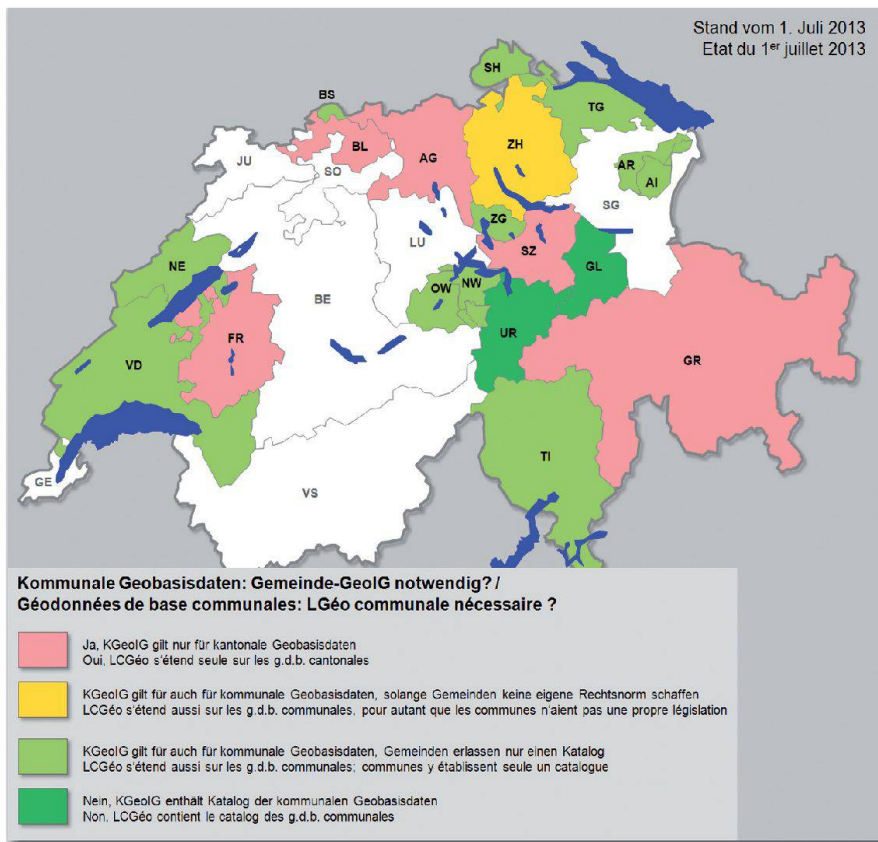 Stand vom 1. Juli 2013
Etat du 1er juillet 2013
SH
BS
TG
BL
ZH
JU
AG
SO
AR
AI
SG
ZG
LU
NE
SZ
GL
OW
NW
BE
UR
FR
VD
GR
TI
GE
VS
Kommunale Geobasisdaten: Gemeinde-GeoIG notwendig? /
Géodonnées de base communales: LGéo communale nécessaire ?
Ja, KGeoIG gilt nur für kantonale Geobasisdaten
Oui, LCGéo s'étend seule sur les g.d.b. cantonales
KGeoIG gilt für auch für kommunale Geobasisdaten, solange Gemeinden keine eigene Rechtsnorm schaffen
LCGéo s'étend aussi sur les g.d.b. communales, pour autant que les communes n'aient pas une propre législation
KGeoIG gilt für auch für kommunale Geobasisdaten, Gemeinden erlassen nur einen Katalog
LCGéo s'étend aussi sur les g.d.b. communales; communes y établissent seule un catalogue
Nein, KGeoIG enthält Katalog der kommunalen Geobasisdaten
Non, LCGéo contient le catalog des g.d.b. communales